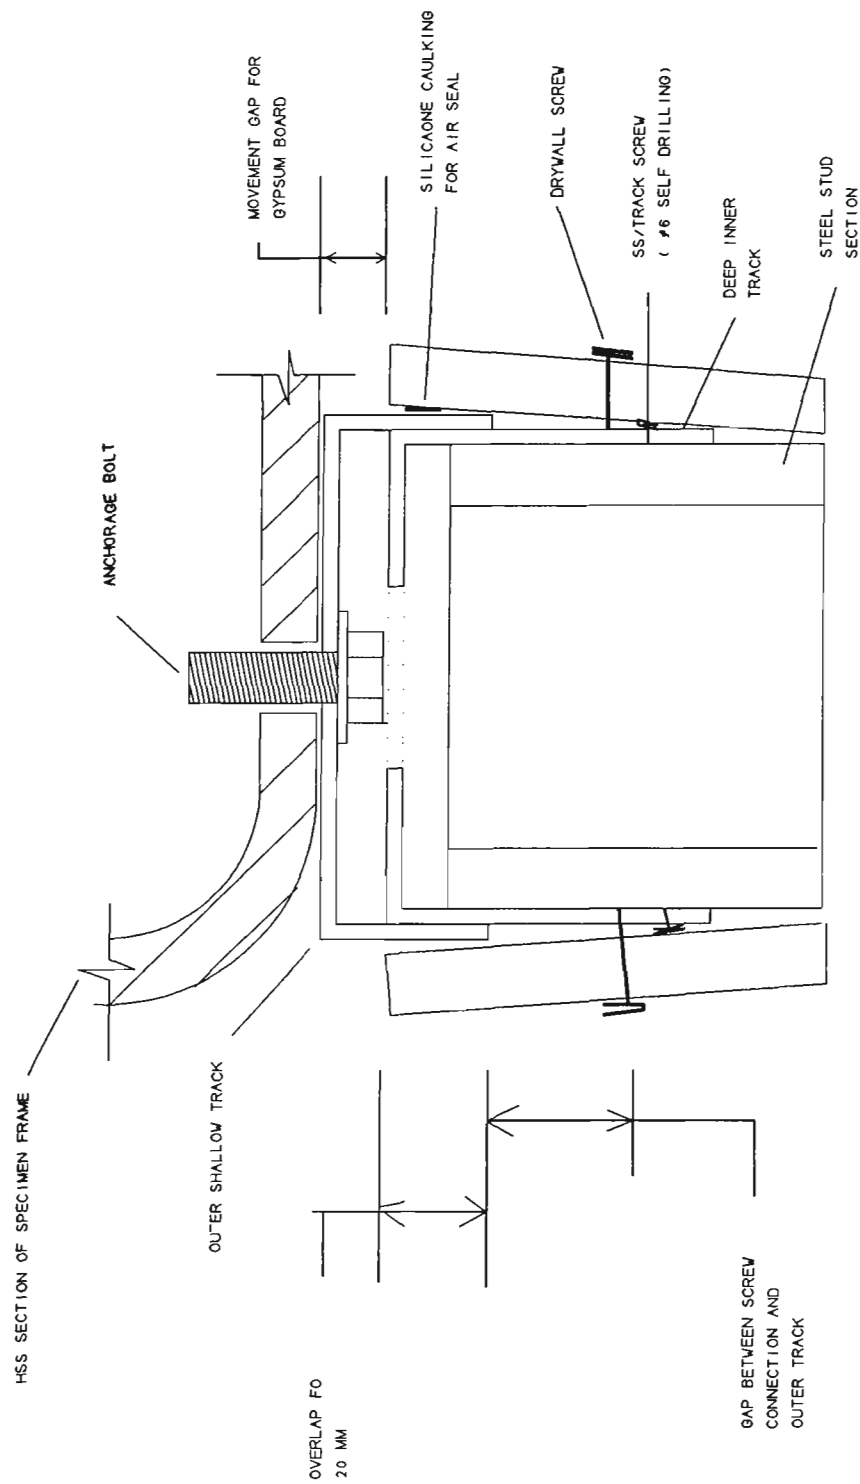 MOVEMENT GAP FOR
GYPSUM BOARD
SILICAONE CAULKING
FOR AIR SEAL
DRYWALL SCREW
SS/TRACK SCREW
( #6 SELF DRILLING)
DEEP INNER
TRACK
STEEL STUD
SECTION
ANCHORAGE BOLT
HSS SECTION OF SPECIMEN FRAME
OUTER SHALLOW TRACK
OVERLAP FO
20 MM
GAP BETWEEN SCREW
CONNECTION AND
OUTER TRACK